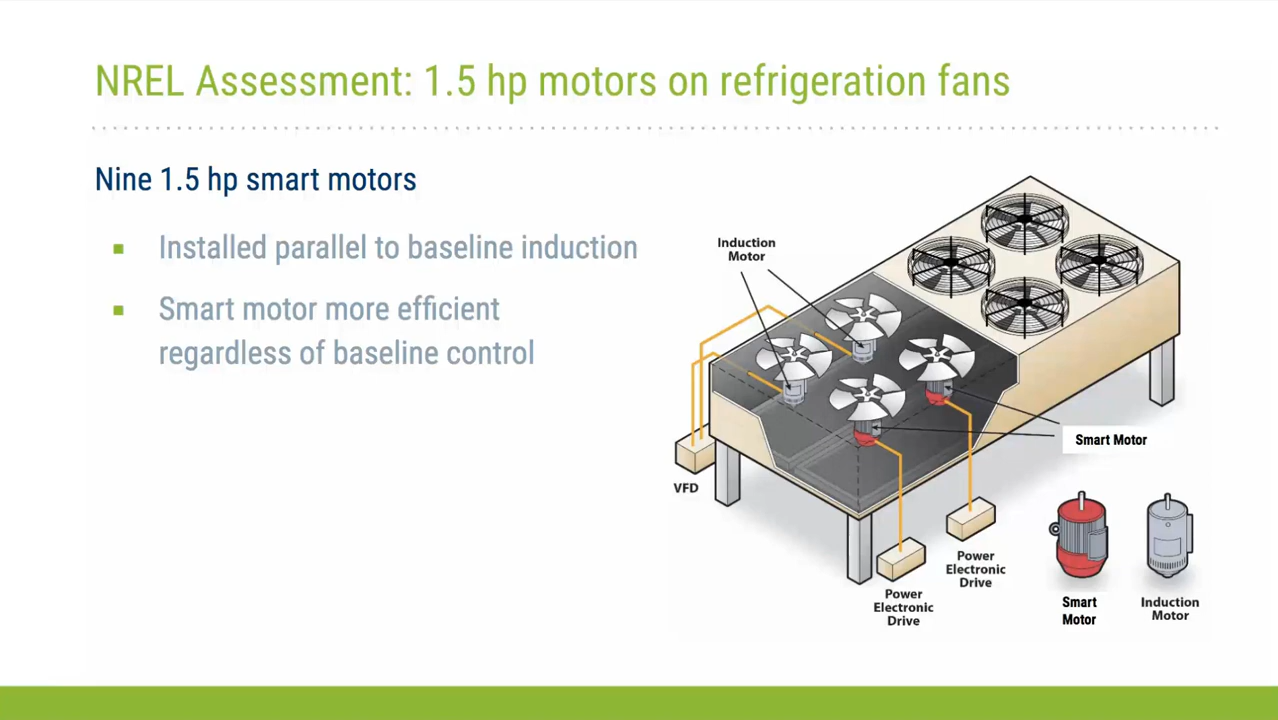 NREL Assessment: 1.5 hp motors on refrigeration fans
Nine 1.5 hp smart motors
Installed parallel to baseline induction
Smart motor more efficient
regardless of baseline control
Induction
Motor
Smart Motor
VFD
Power
Electronic
Drive
Power
Electronic
Drive
Smart
Motor
Induction
Motor